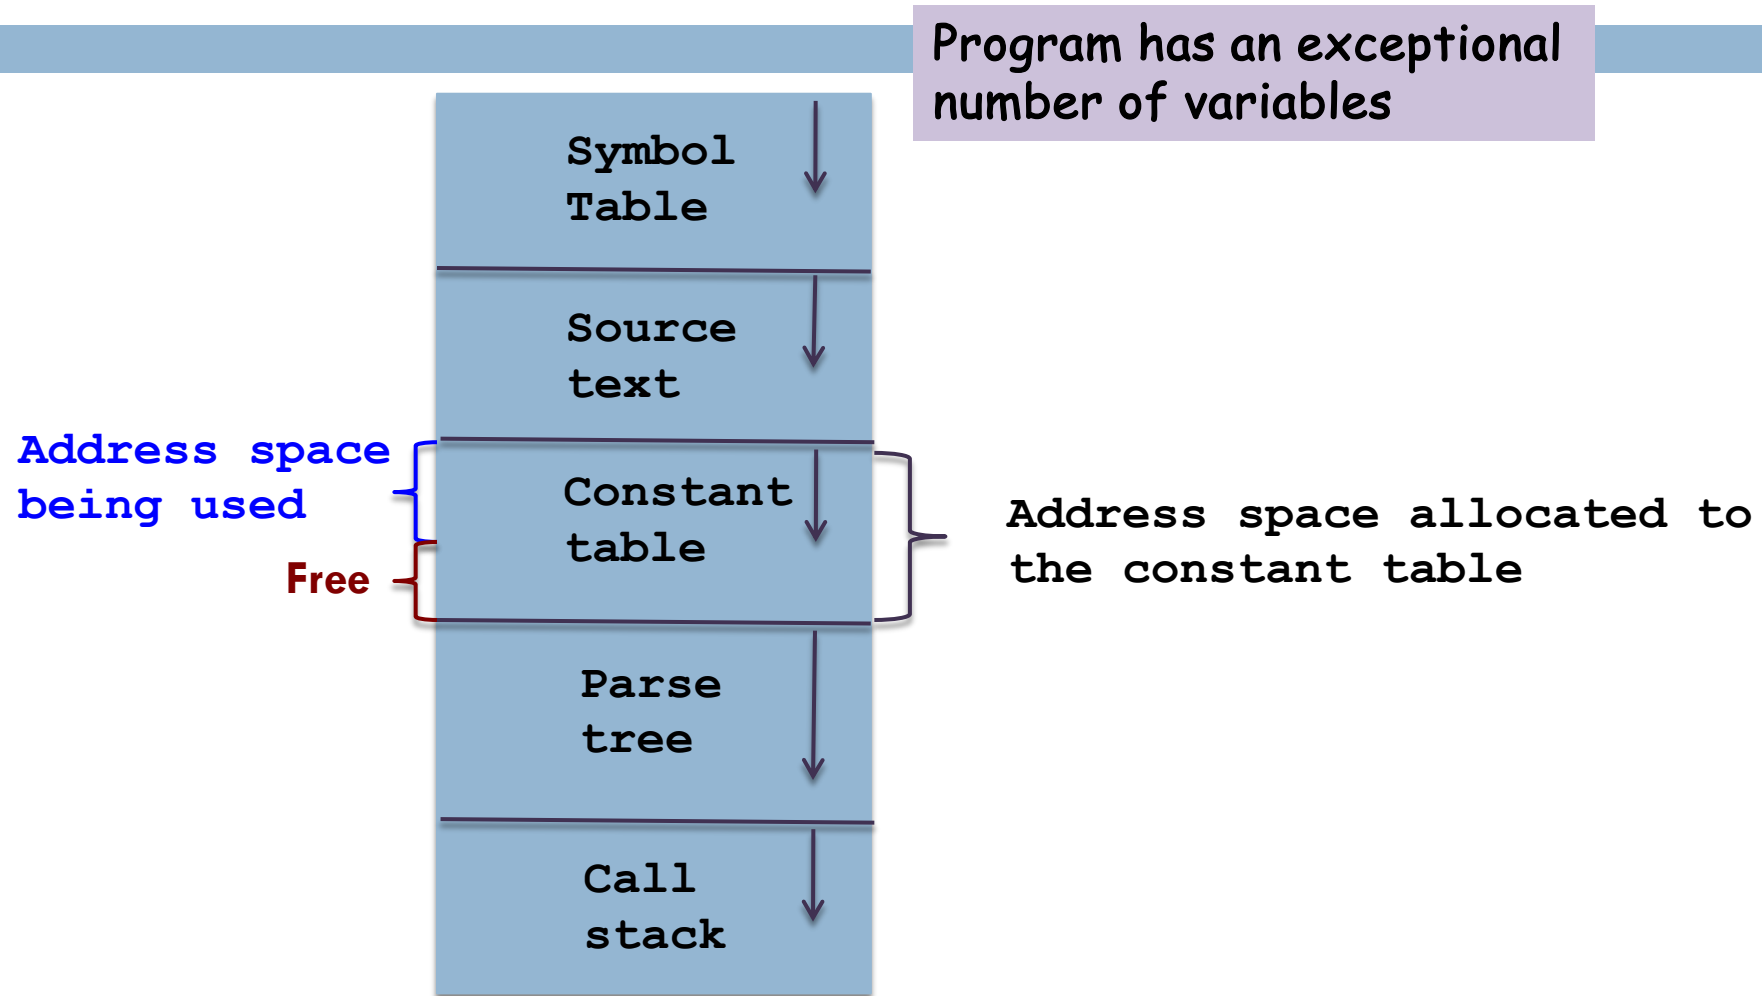 Program has an exceptional
number of variables
Symbol
Table
Source
text
Address space
being used
Constant
table
Free
Address space allocated to
the constant table
Parse
tree
Call
stack